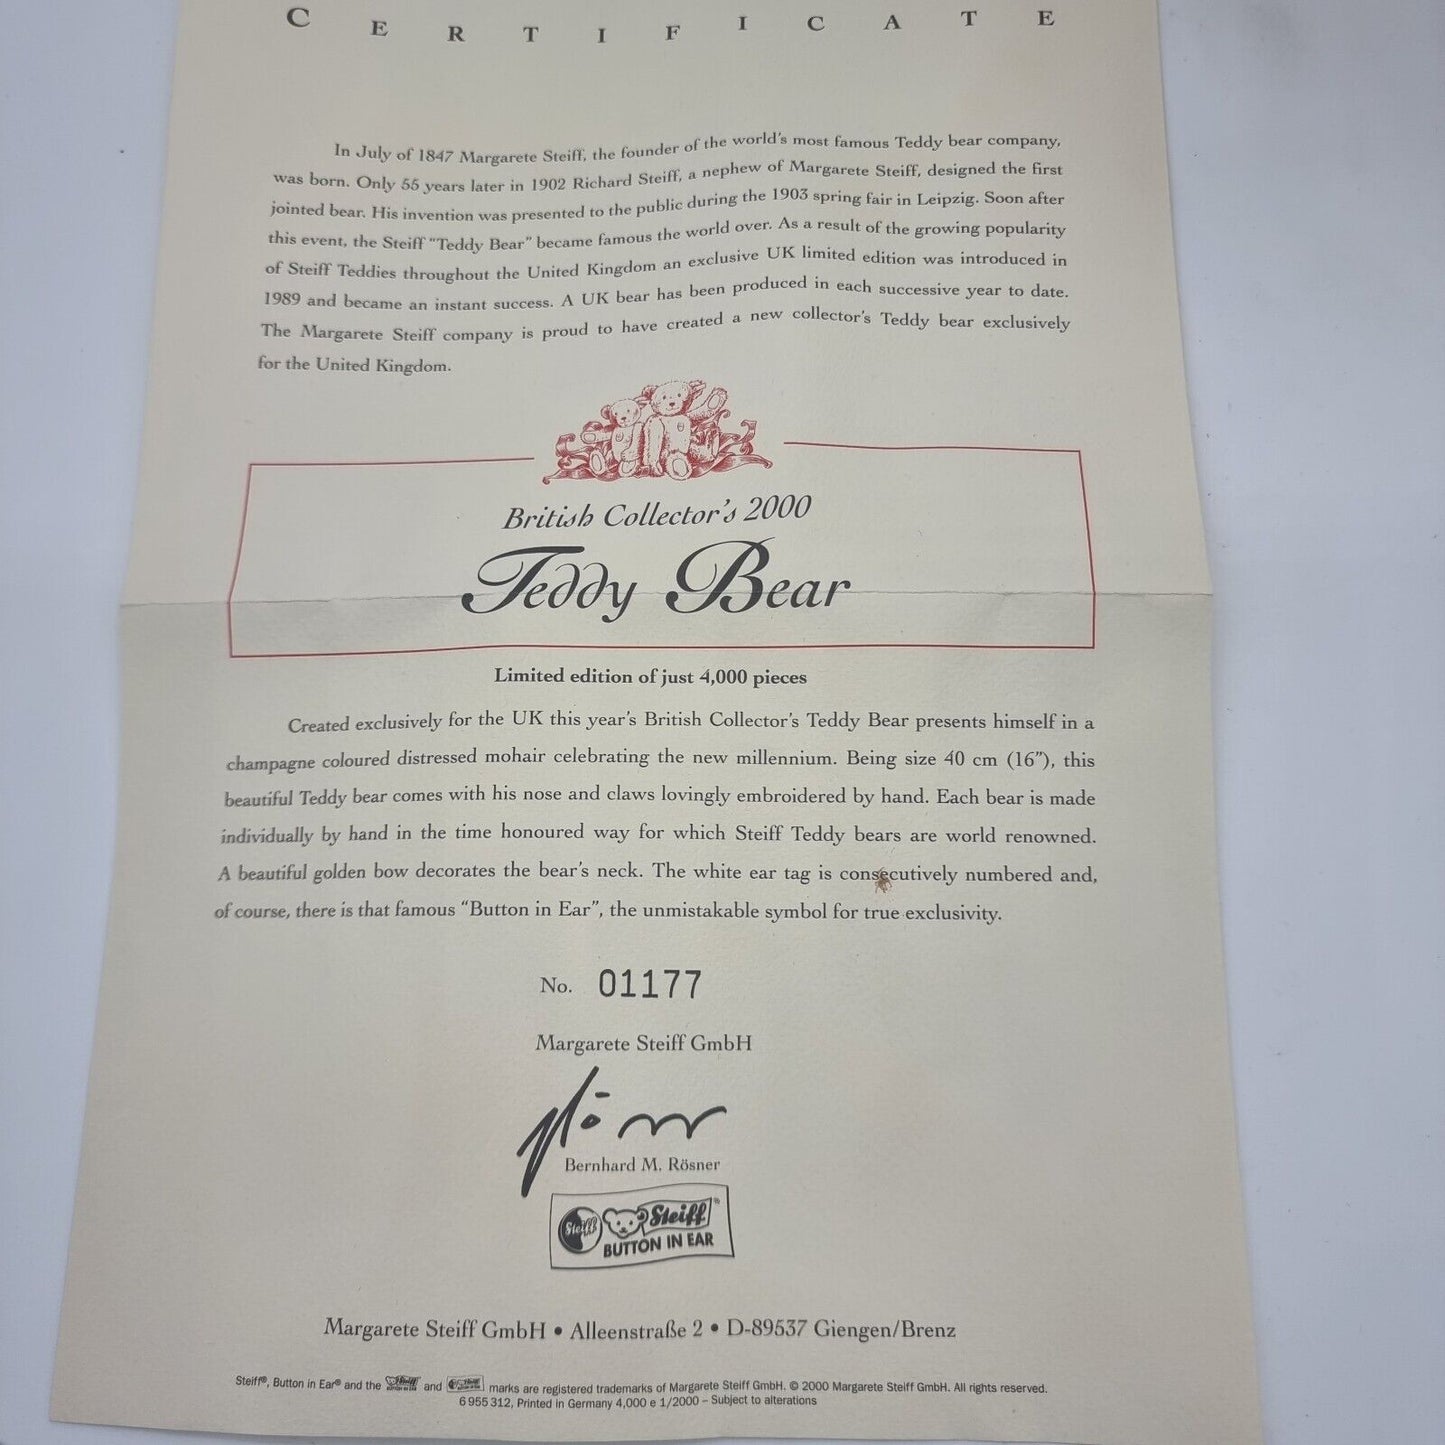 CERTIFICATE
In July of 1847 Margarete Steiff, the founder of the world's most famous Teddy bear company,
was born. Only 55 years later in 1902 Richard Steiff, a nephew of Margarete Steiff, designed the first
jointed bear. His invention was presented to the public during the 1903 spring fair in Leipzig. Soon after
this event, the Steiff "Teddy Bear" became famous the world over. As a result of the growing popularity
of Steiff Teddies throughout the United Kingdom an exclusive UK limited edition was introduced in
1989 and became an instant success. A UK bear has been produced in each successive year to date.
The Margarete Steiff company is proud to have created a new collector's Teddy bear exclusively
for the United Kingdom.
British Collector's 2000
Teddy Bear
Limited edition of just 4,000 pieces
Created exclusively for the UK this year's British Collector's Teddy Bear presents himself in a
champagne coloured distressed mohair celebrating the new millennium. Being size 40 cm (16"), this
beautiful Teddy bear comes with his nose and claws lovingly embroidered by hand. Each bear is made
individually by hand in the time honoured way for which Steiff Teddy bears are world renowned.
A beautiful golden bow decorates the bear's neck. The white ear tag is consecutively numbered and,
of course, there is that famous "Button in Ear", the unmistakable symbol for true exclusivity.
No. 01177
Margarete Steiff GmbH
Bernhard M. Rösner
Steiff Steiff®
BUTTON IN EAR
Margarete Steiff GmbH • Alleenstraße 2 • D-89537 Giengen/Brenz
Steiff®, Button in Ear® and the Steiff and marks are registered trademarks of Margarete Steiff GmbH. © 2000 Margarete Steiff GmbH. All rights reserved.
6 955 312, Printed in Germany 4,000 e 1/2000 – Subject to alterations